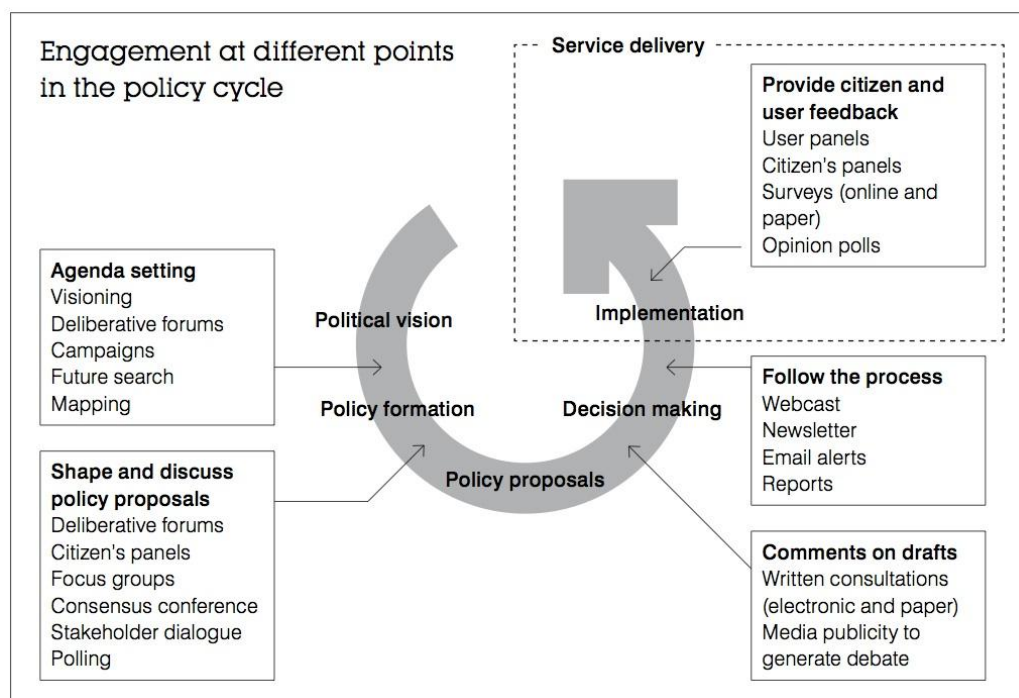 Engagement at different points
in the policy cycle
Service delivery
Provide citizen and
user feedback
User panels
Citizen's panels
Surveys (online and
paper)
Opinion polls
Agenda setting
Visioning
Deliberative forums
Campaigns
Future search
Mapping
Political vision
Implementation
Policy formation
Decision making
Policy proposals
Follow the process
Webcast
Newsletter
Email alerts
Reports
Shape and discuss
policy proposals
Deliberative forums
Citizen's panels
Focus groups
Consensus conference
Stakeholder dialogue
Polling
Comments on drafts
Written consultations
(electronic and paper)
Media publicity to
generate debate